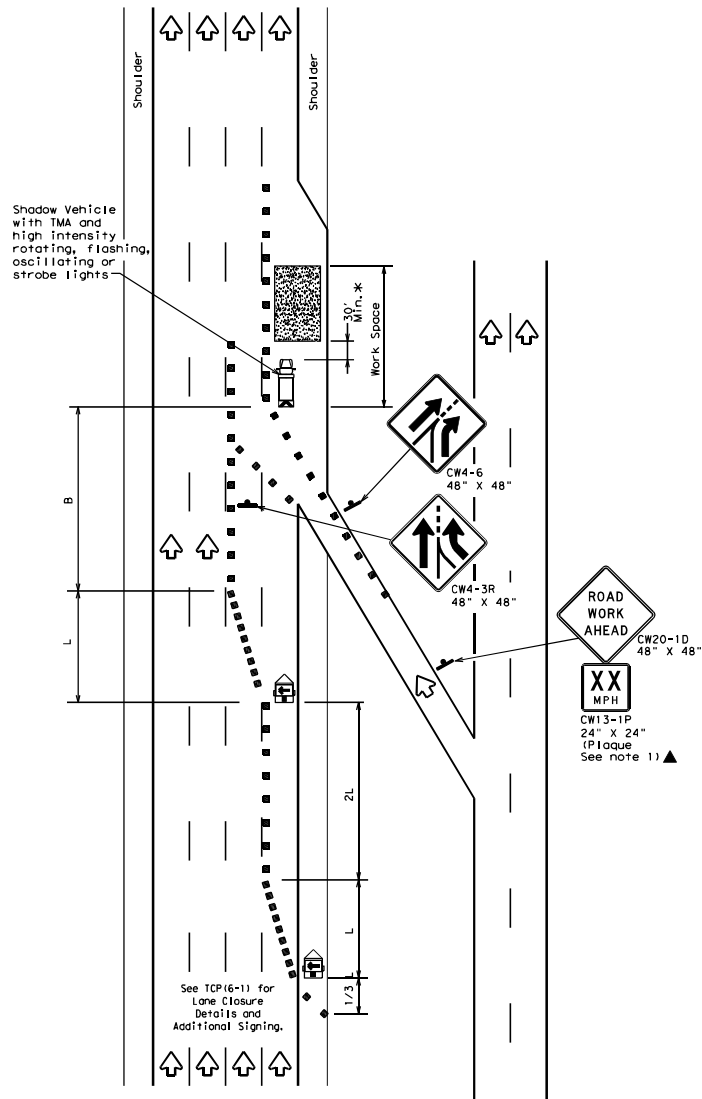 Shoulder
Shoulder
Shadow Vehicle
with TMA and
high intensity
rotating, flashing,
oscillating or
strobe lights
30'
Min.*
Work Space
B
L
CW4-6
48" X 48"
CW4-3R
48" X 48"
ROAD
WORK
AHEAD
CW20-1D
48" X 48"
XX
MPH
CW13-1P
24" X 24"
(Plaque
See note 1)▲
2L
L
1/3 L
See TCP(6-1) for
Lane Closure
Details and
Additional Signing.